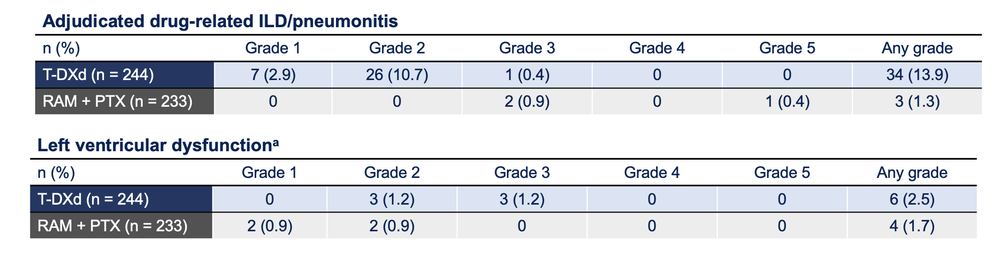 Adjudicated drug-related ILD/pneumonitis
n (%) Grade 1 Grade 2 Grade 3 Grade 4 Grade 5 Any grade
T-DXd (n = 244) 7 (2.9) 26 (10.7) 1 (0.4) 0 0 34 (13.9)
RAM + PTX (n = 233) 0 0 2 (0.9) 0 1 (0.4) 3 (1.3)
Left ventricular dysfunctionᵃ
n (%) Grade 1 Grade 2 Grade 3 Grade 4 Grade 5 Any grade
T-DXd (n = 244) 0 3 (1.2) 3 (1.2) 0 0 6 (2.5)
RAM + PTX (n = 233) 2 (0.9) 2 (0.9) 0 0 0 4 (1.7)